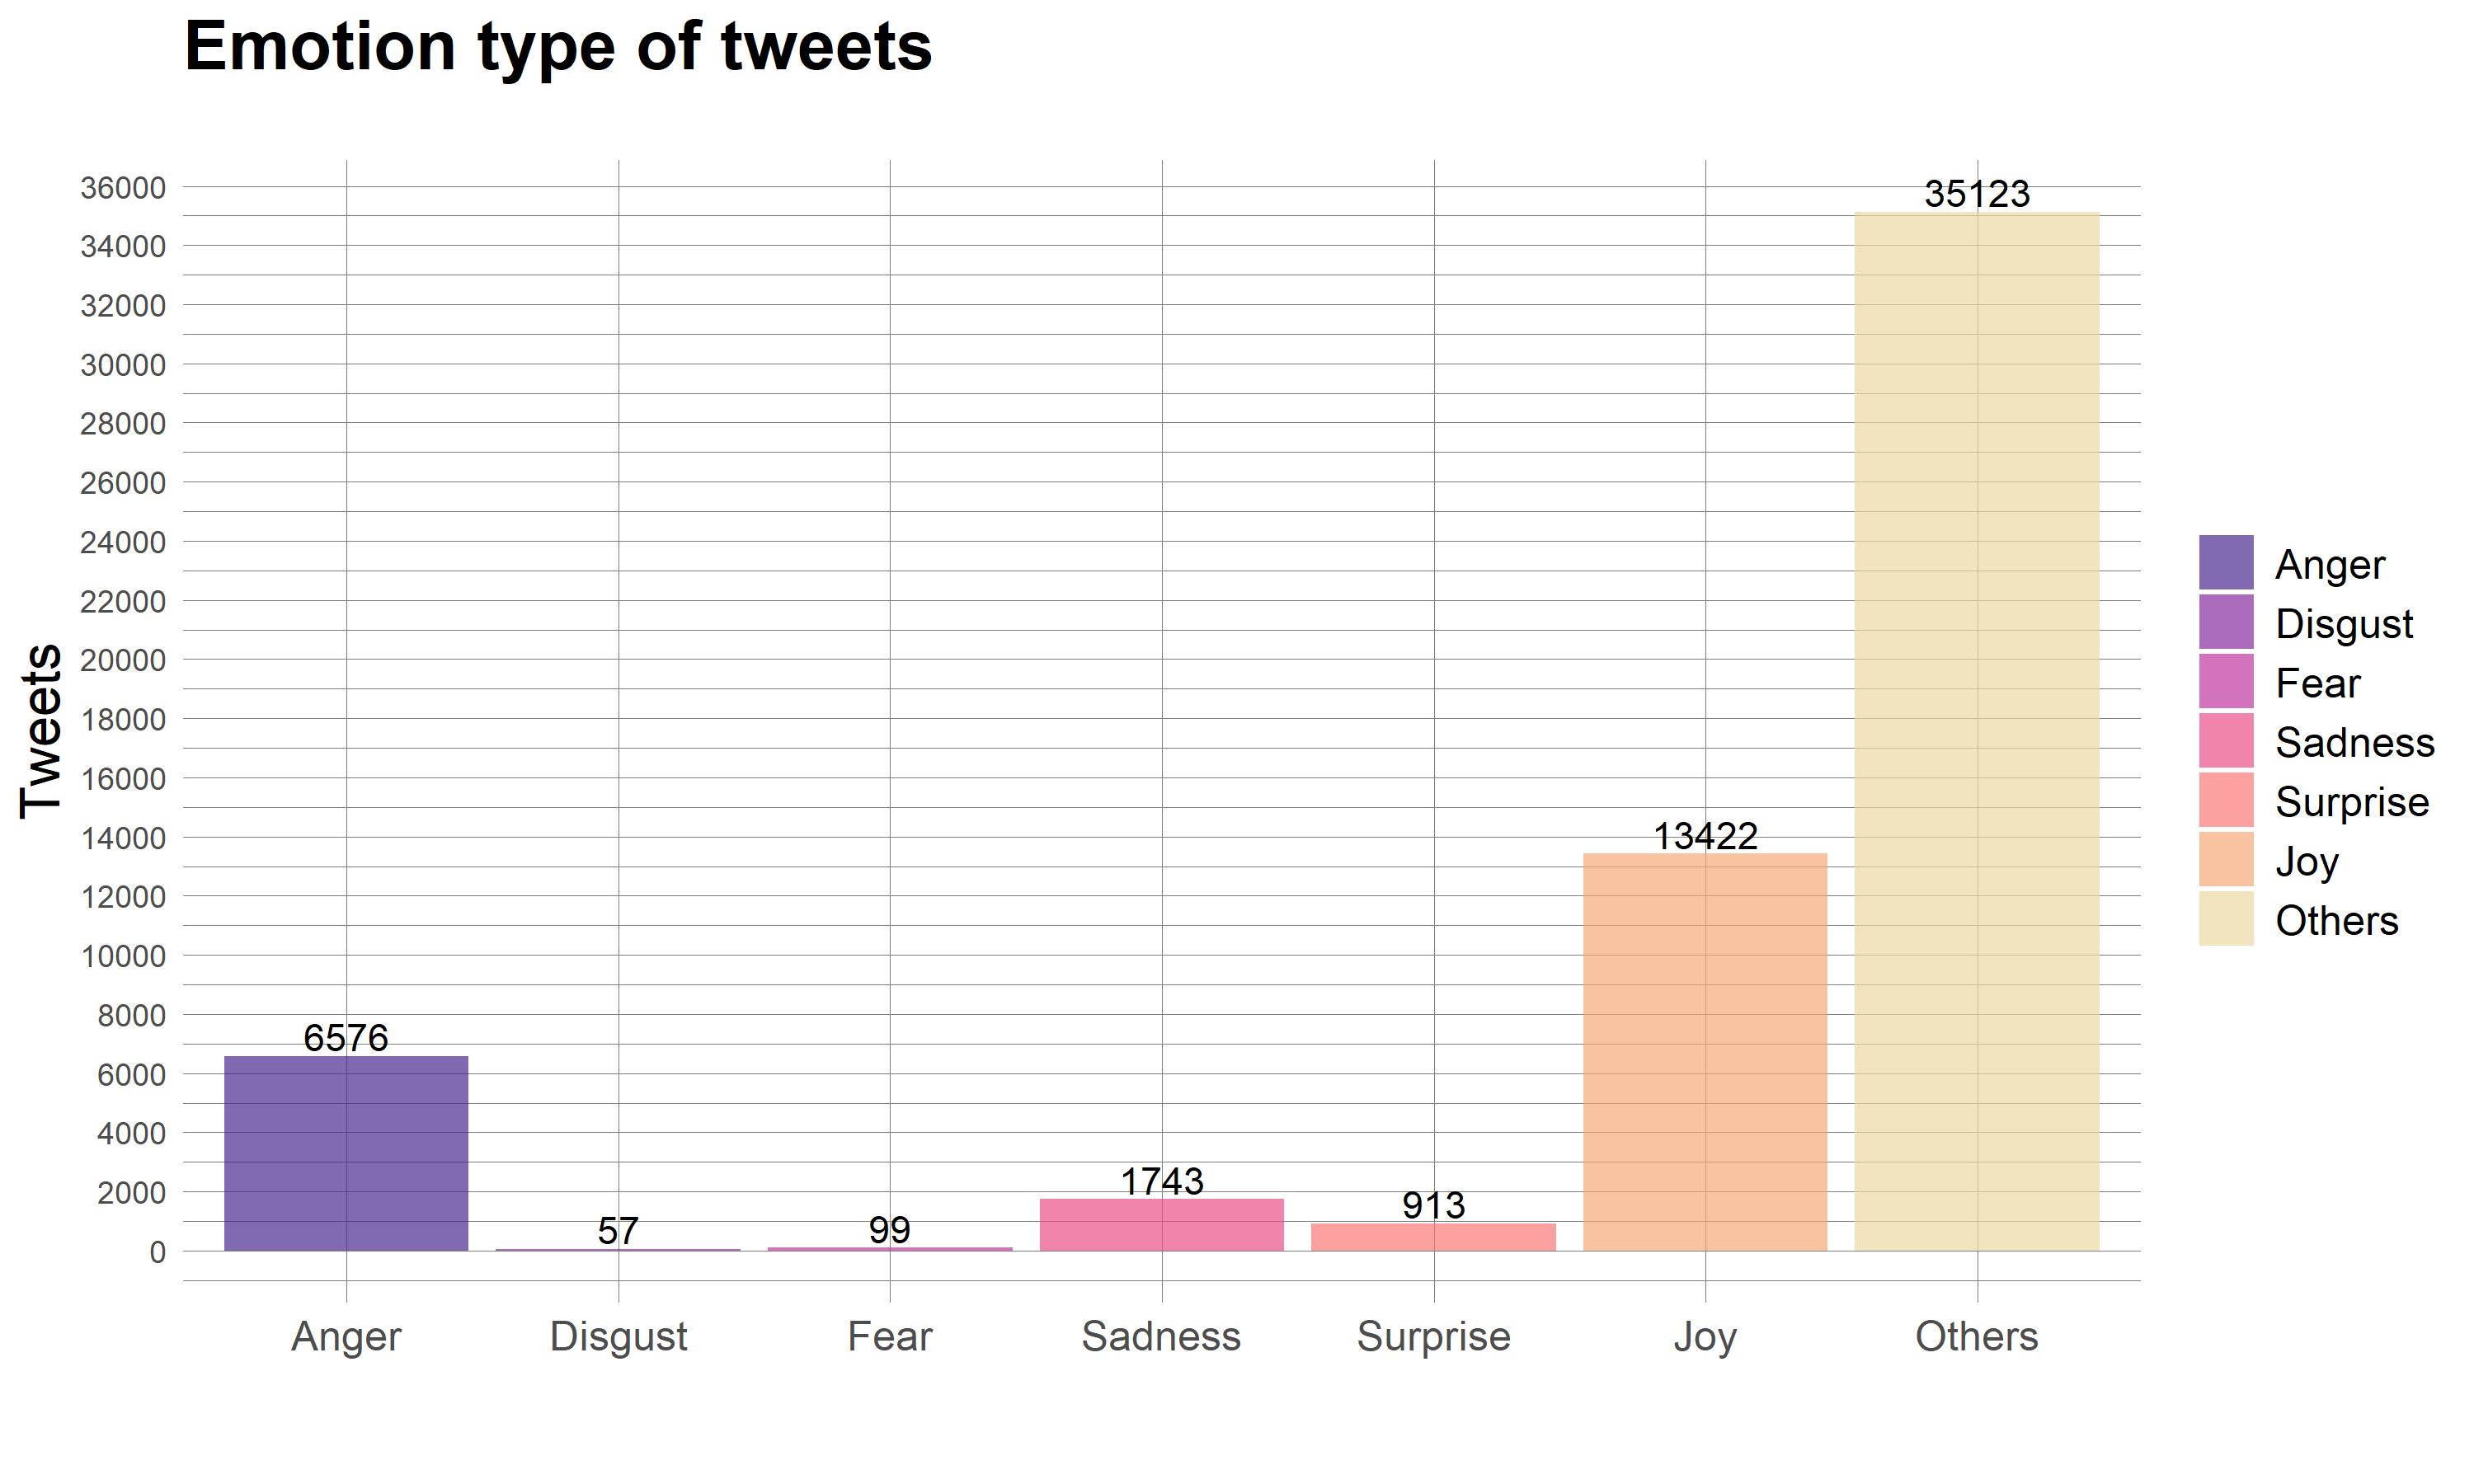 Emotion type of tweets
Tweets
36000
34000
32000
30000
28000
26000
24000
22000
20000
18000
16000
14000
12000
10000
8000
6000
4000
2000
0
6576
57
99
1743
913
13422
35123
Anger
Disgust
Fear
Sadness
Surprise
Joy
Others
Anger
Disgust
Fear
Sadness
Surprise
Joy
Others